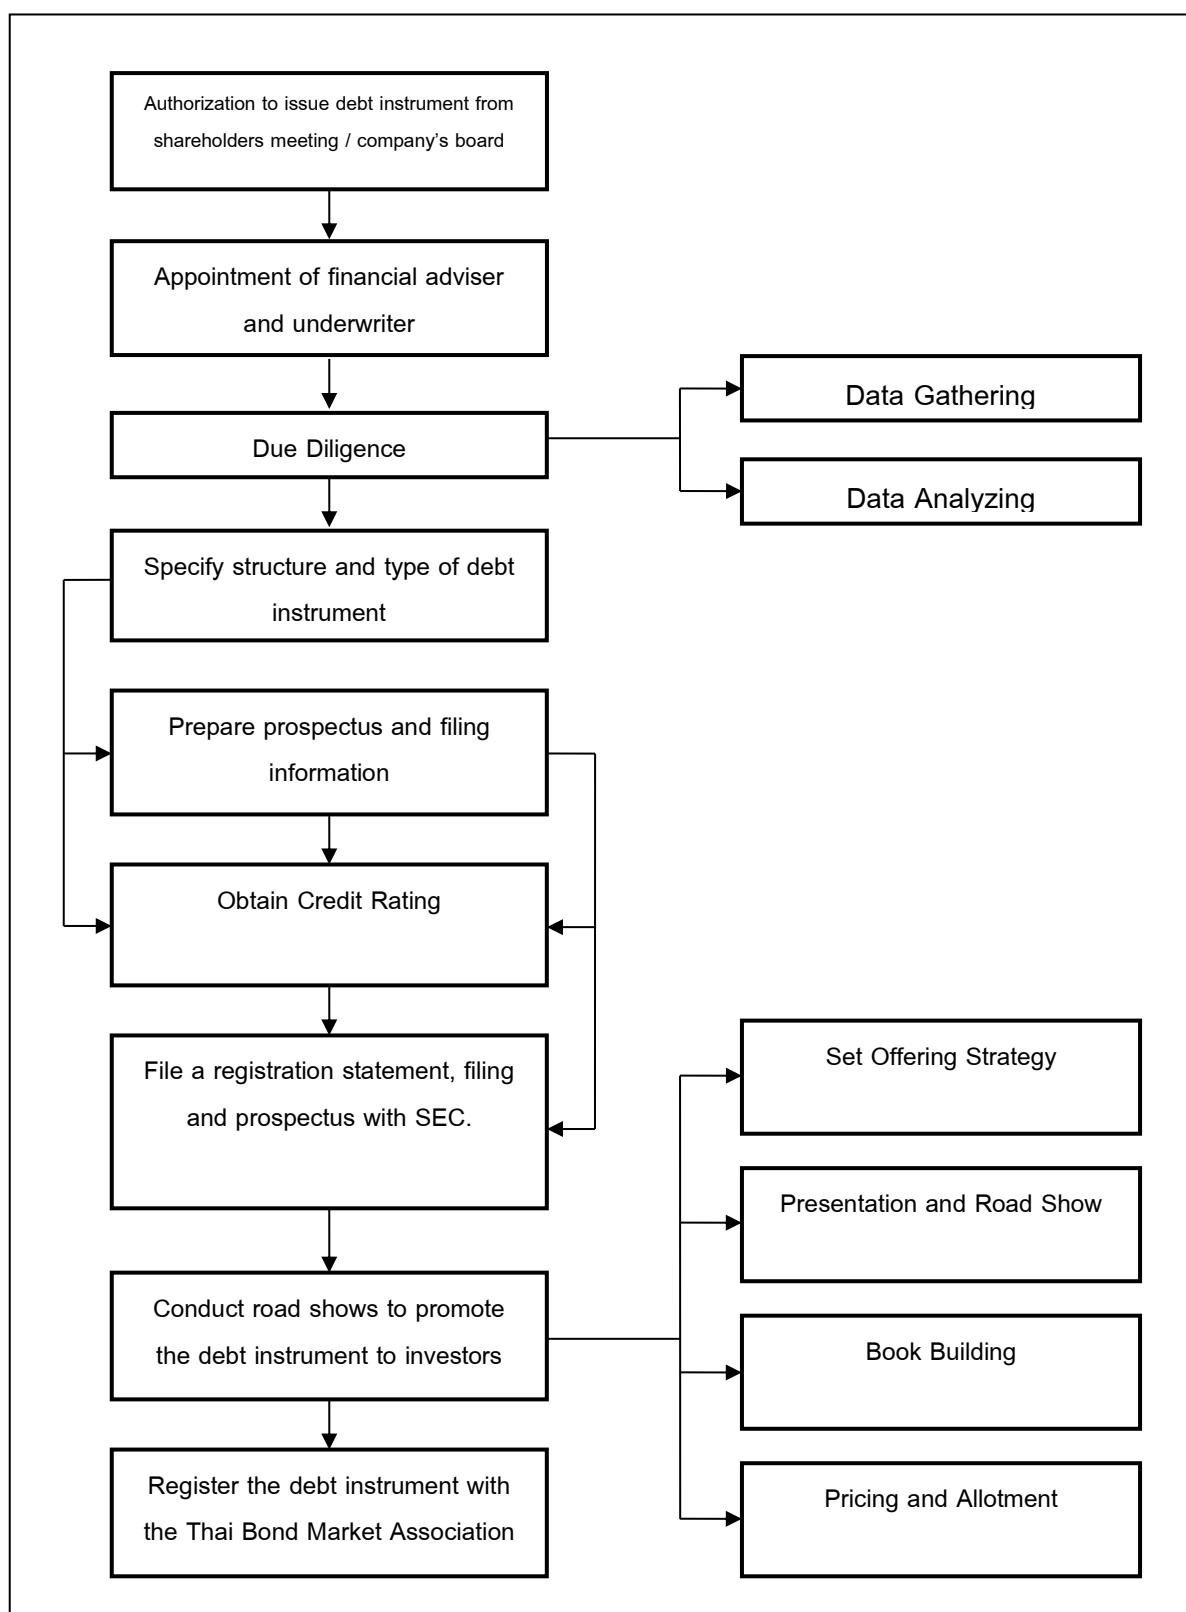 Authorization to issue debt instrument from
shareholders meeting / company’s board
Appointment of financial adviser
and underwriter
Due Diligence
Data Gathering
Data Analyzing
Specify structure and type of debt
instrument
Prepare prospectus and filing
information
Obtain Credit Rating
File a registration statement, filing
and prospectus with SEC.
Conduct road shows to promote
the debt instrument to investors
Set Offering Strategy
Presentation and Road Show
Book Building
Pricing and Allotment
Register the debt instrument with
the Thai Bond Market Association